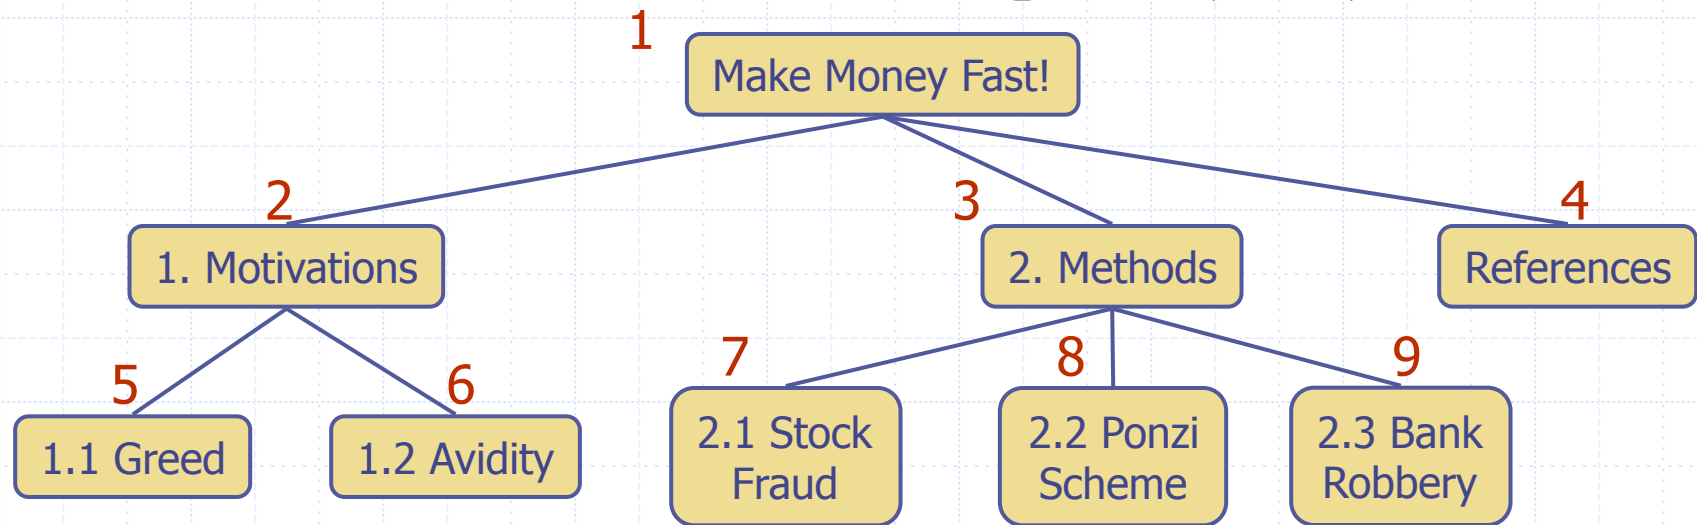 1
Make Money Fast!
2
3
4
1. Motivations
2. Methods
References
5
6
7
8
9
1.1 Greed
1.2 Avidity
2.1 Stock
Fraud
2.2 Ponzi
Scheme
2.3 Bank
Robbery